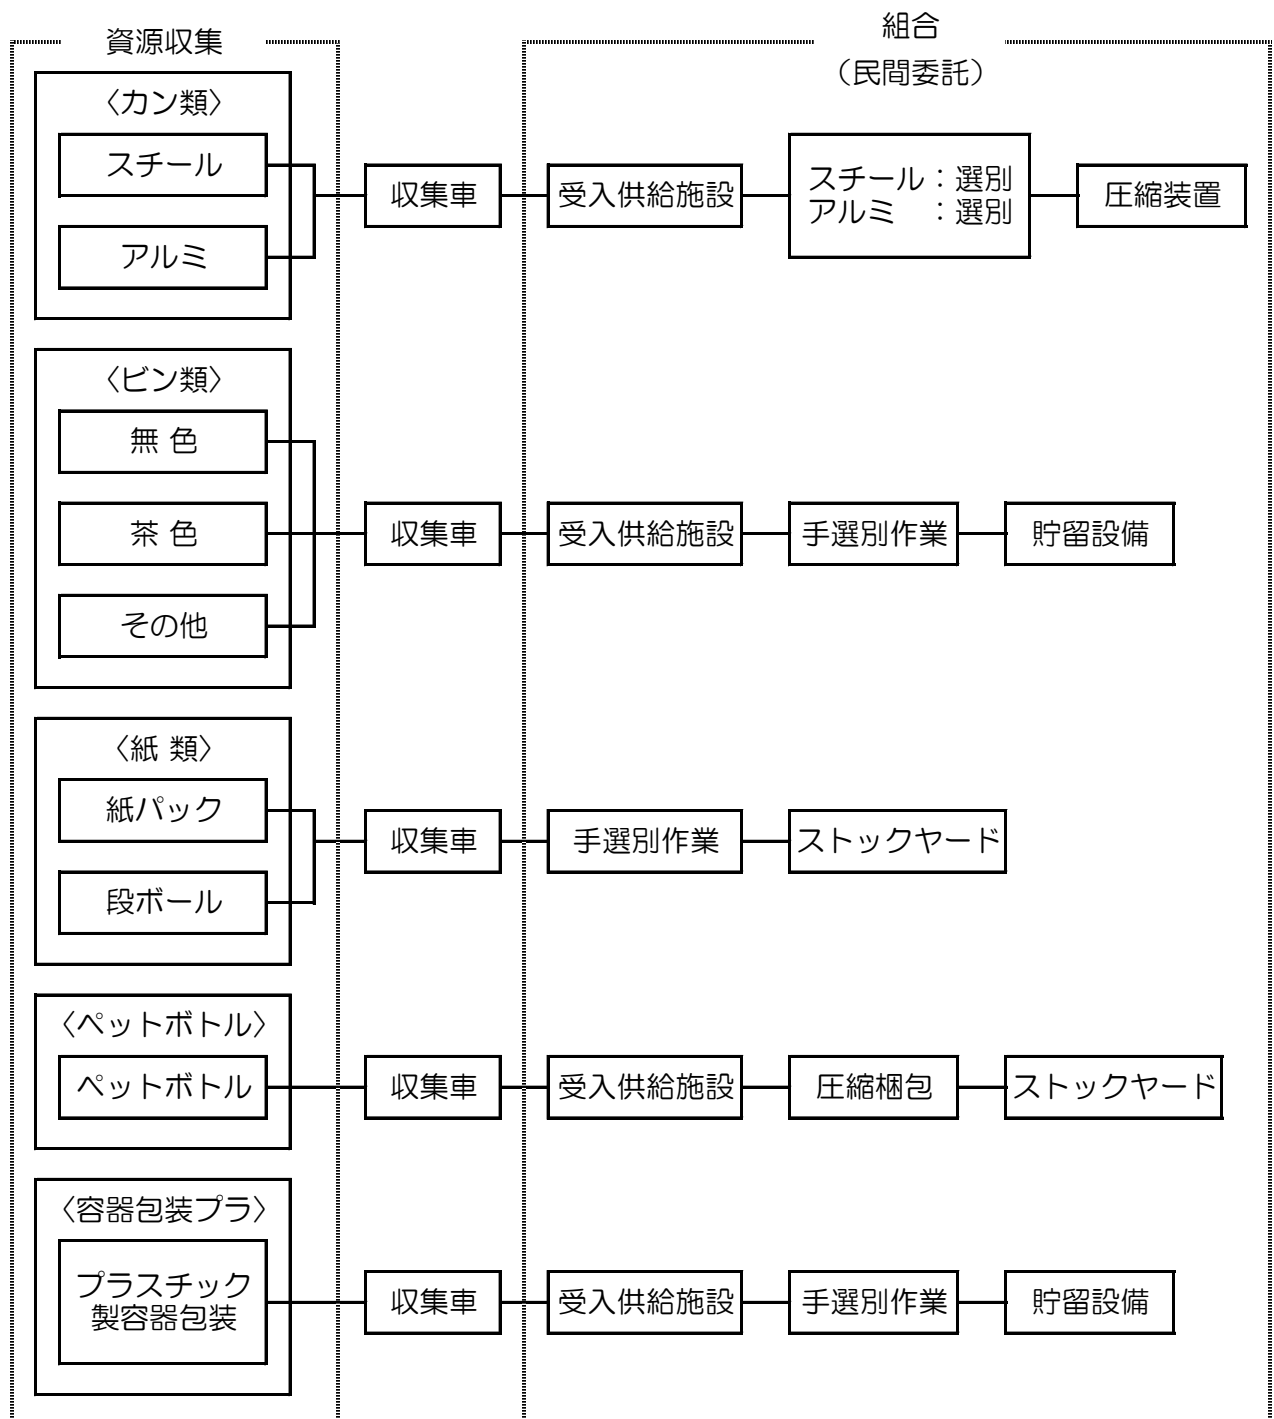 資源収集
組合
（民間委託）
〈カン類〉
スチール
アルミ
収集車
受入供給施設
スチール：選別
アルミ　：選別
圧縮装置
〈ビン類〉
無 色
茶 色
その他
収集車
受入供給施設
手選別作業
貯留設備
〈紙 類〉
紙パック
段ボール
収集車
手選別作業
ストックヤード
〈ペットボトル〉
ペットボトル
収集車
受入供給施設
圧縮梱包
ストックヤード
〈容器包装プラ〉
プラスチック
製容器包装
収集車
受入供給施設
手選別作業
貯留設備